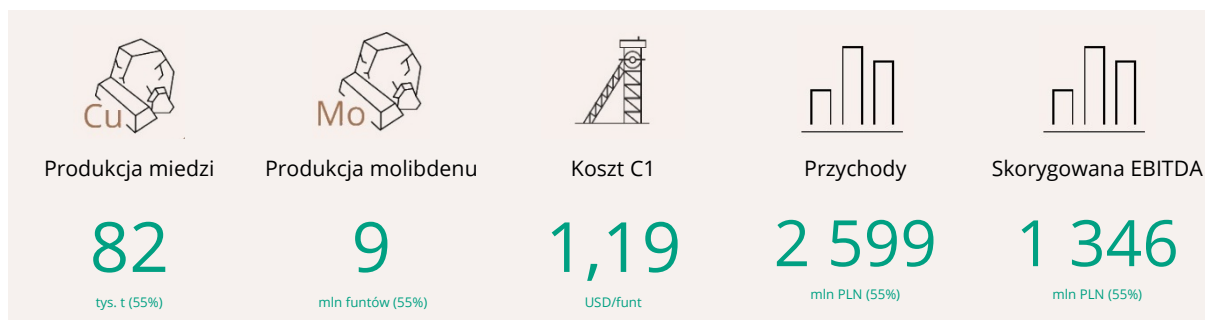 Cu
Mo
Produkcja miedzi
Produkcja molibdenu
Koszt C1
Przychody
Skorygowana EBITDA
82
9
1,19
2 599
1 346
tys. t (55%)
mln funtów (55%)
USD/funt
mln PLN (55%)
mln PLN (55%)